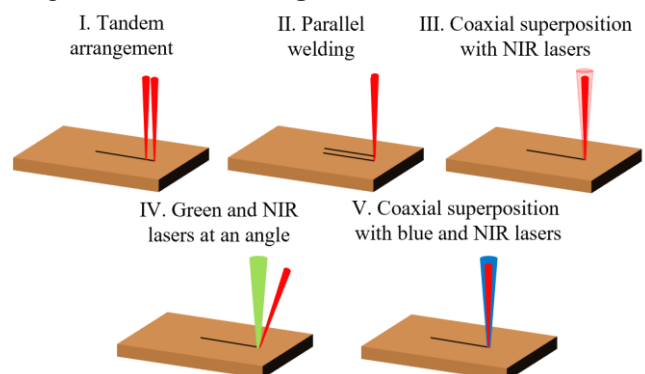 I. Tandem
arrangement
II. Parallel
welding
III. Coaxial superposition
with NIR lasers
IV. Green and NIR
lasers at an angle
V. Coaxial superposition
with blue and NIR lasers